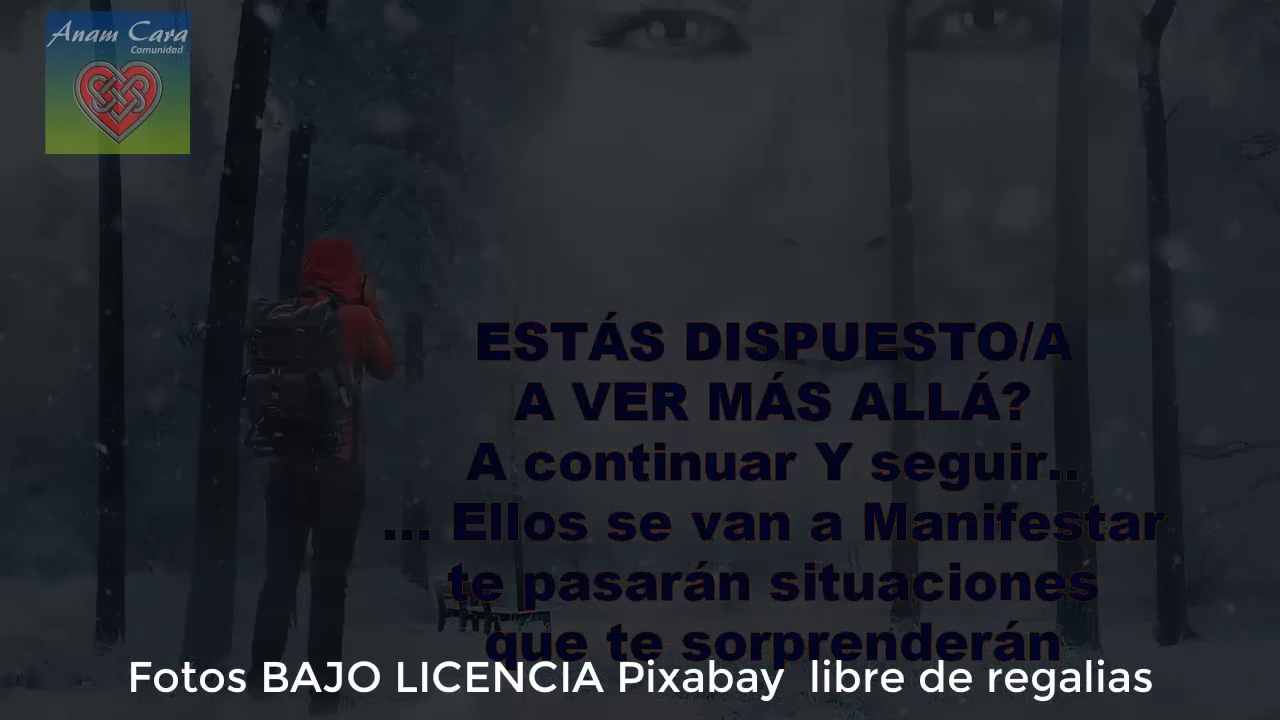 Anam Cara
Comunidad
ESTÁS DISPUESTO/A
A VER MÁS ALLÁ?
A continuar Y seguir..
... Ellos se van a Manifestar
te pasarán situaciones
que te sorprenderán
Fotos BAJO LICENCIA Pixabay libre de regalias